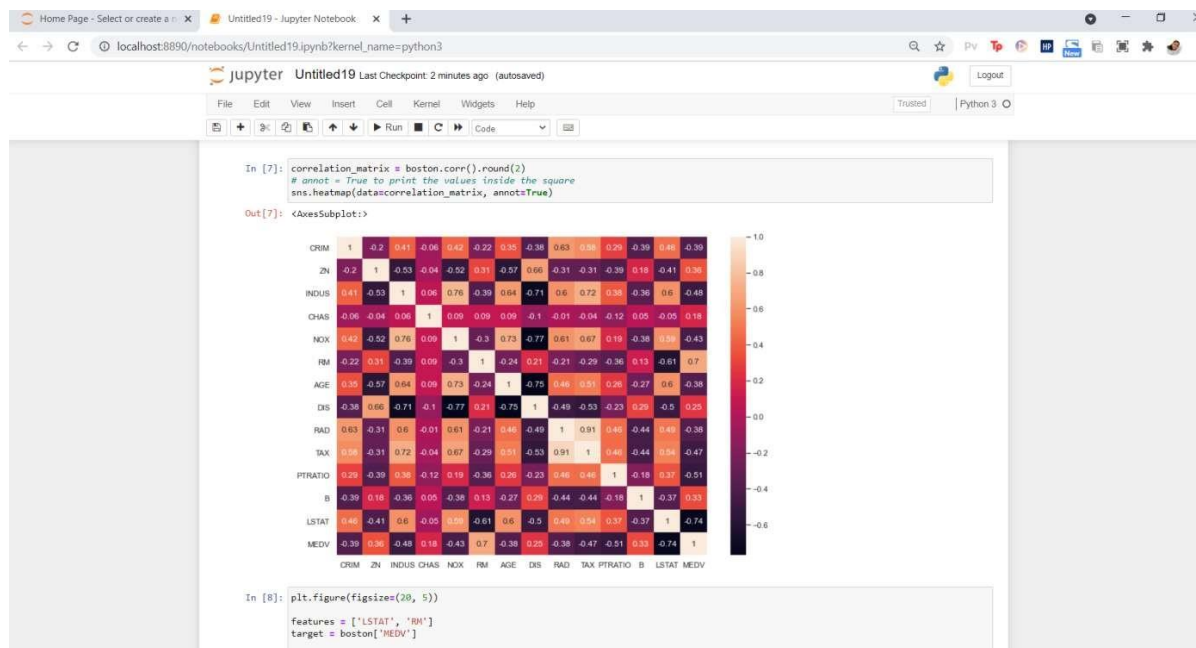 Home Page - Select or create a n
Untitled19 - Jupyter Notebook
localhost:8890/notebooks/Untitled19.ipynb?kernel_name=python3
Pv Tp HP New
jupyter Untitled19 Last Checkpoint: 2 minutes ago (autosaved)
Logout
File Edit View Insert Cell Kernel Widgets Help
Trusted Python 3
Run Code
In [7]: correlation_matrix = boston.corr().round(2)
# annot = True to print the values inside the square
sns.heatmap(data=correlation_matrix, annot=True)
Out[7]: <AxesSubplot:>
CRIM 1 -0.2 0.41 -0.06 0.42 -0.22 0.35 -0.38 0.63 0.58 0.29 -0.39 0.46 -0.39
ZN -0.2 1 -0.53 -0.04 -0.52 0.31 -0.57 0.66 -0.31 -0.31 -0.39 0.18 -0.41 0.36
INDUS 0.41 -0.53 1 0.06 0.76 -0.39 0.64 -0.71 0.6 0.72 0.38 -0.36 0.6 -0.48
CHAS -0.06 -0.04 0.06 1 0.09 0.09 0.09 -0.1 -0.01 -0.04 -0.12 0.05 -0.05 0.18
NOX 0.42 -0.52 0.76 0.09 1 -0.3 0.73 -0.77 0.61 0.67 0.19 -0.38 0.59 -0.43
RM -0.22 0.31 -0.39 0.09 -0.3 1 -0.24 0.21 -0.21 -0.29 -0.36 0.13 -0.61 0.7
AGE 0.35 -0.57 0.64 0.09 0.73 -0.24 1 -0.75 0.46 0.51 0.26 -0.27 0.6 -0.38
DIS -0.38 0.66 -0.71 -0.1 -0.77 0.21 -0.75 1 -0.49 -0.53 -0.23 0.29 -0.5 0.25
RAD 0.63 -0.31 0.6 -0.01 0.61 -0.21 0.46 -0.49 1 0.91 0.46 -0.44 0.49 -0.38
TAX 0.58 -0.31 0.72 -0.04 0.67 -0.29 0.51 -0.53 0.91 1 0.46 -0.44 0.54 -0.47
PTRATIO 0.29 -0.39 0.38 -0.12 0.19 -0.36 0.26 -0.23 0.46 0.46 1 -0.18 0.37 -0.51
B -0.39 0.18 -0.36 0.05 -0.38 0.13 -0.27 0.29 -0.44 -0.44 -0.18 1 -0.37 0.33
LSTAT 0.46 -0.41 0.6 -0.05 0.59 -0.61 0.6 -0.5 0.49 0.54 0.37 -0.37 1 -0.74
MEDV -0.39 0.36 -0.48 0.18 -0.43 0.7 -0.38 0.25 -0.38 -0.47 -0.51 0.33 -0.74 1
CRIM ZN INDUS CHAS NOX RM AGE DIS RAD TAX PTRATIO B LSTAT MEDV
1.0
0.8
0.6
0.4
0.2
0.0
-0.2
-0.4
-0.6
In [8]: plt.figure(figsize=(20, 5))
features = ['LSTAT', 'RM']
target = boston['MEDV']